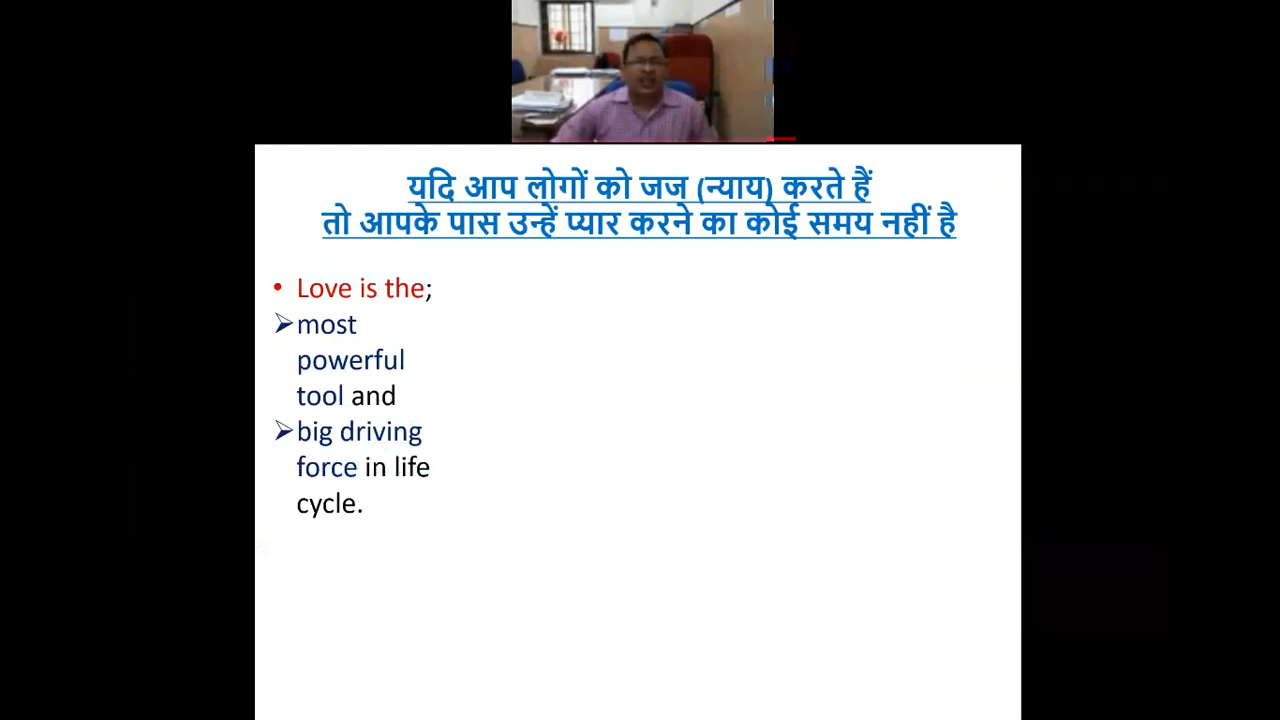 यदि आप लोगों को जज (न्याय) करते हैं
तो आपके पास उन्हें प्यार करने का कोई समय नहीं है
• Love is the;
➢ most
powerful
tool and
➢ big driving
force in life
cycle.